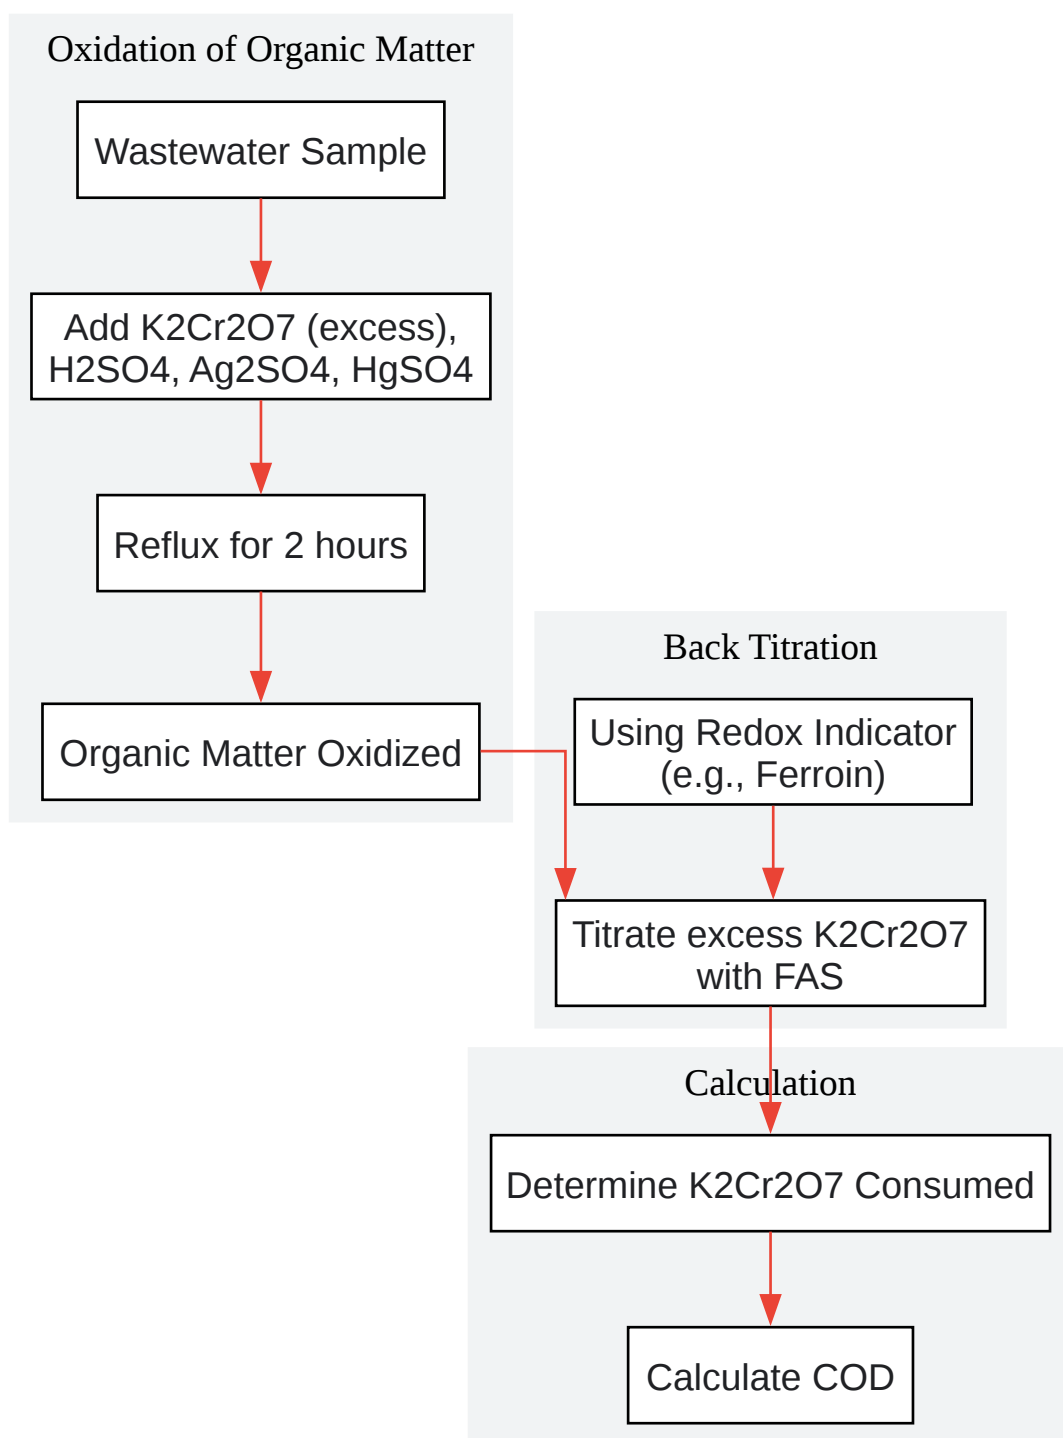 Oxidation of Organic Matter
Wastewater Sample
Add K2Cr2O7 (excess),
H2SO4, Ag2SO4, HgSO4
Reflux for 2 hours
Organic Matter Oxidized
Back Titration
Using Redox Indicator
(e.g., Ferroin)
Titrate excess K2Cr2O7
with FAS
Calculation
Determine K2Cr2O7 Consumed
Calculate COD